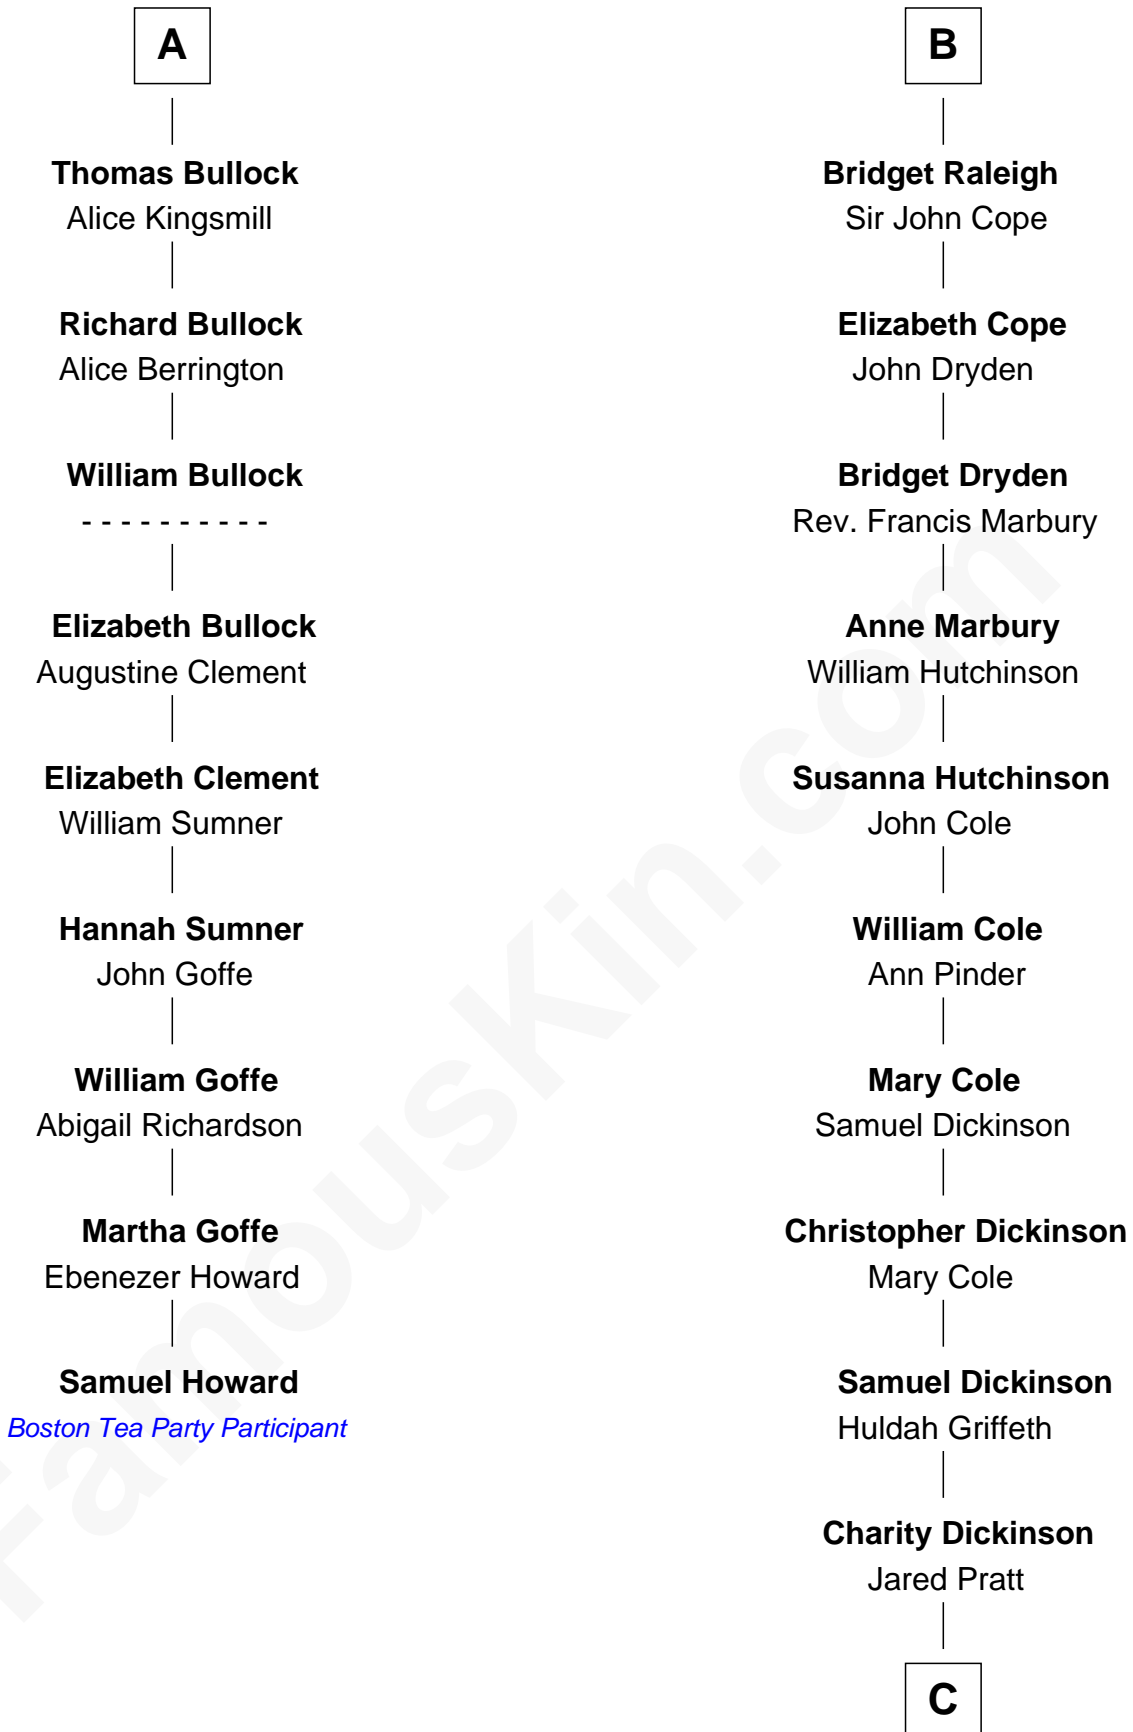 A
Thomas Bullock
Alice Kingsmill
Richard Bullock
Alice Berrington
William Bullock
- - - - - - - - - -
Elizabeth Bullock
Augustine Clement
Elizabeth Clement
William Sumner
Hannah Sumner
John Goffe
William Goffe
Abigail Richardson
Martha Goffe
Ebenezer Howard
Samuel Howard
Boston Tea Party Participant
B
Bridget Raleigh
Sir John Cope
Elizabeth Cope
John Dryden
Bridget Dryden
Rev. Francis Marbury
Anne Marbury
William Hutchinson
Susanna Hutchinson
John Cole
William Cole
Ann Pinder
Mary Cole
Samuel Dickinson
Christopher Dickinson
Mary Cole
Samuel Dickinson
Huldah Griffeth
Charity Dickinson
Jared Pratt
C
FamousKin.com